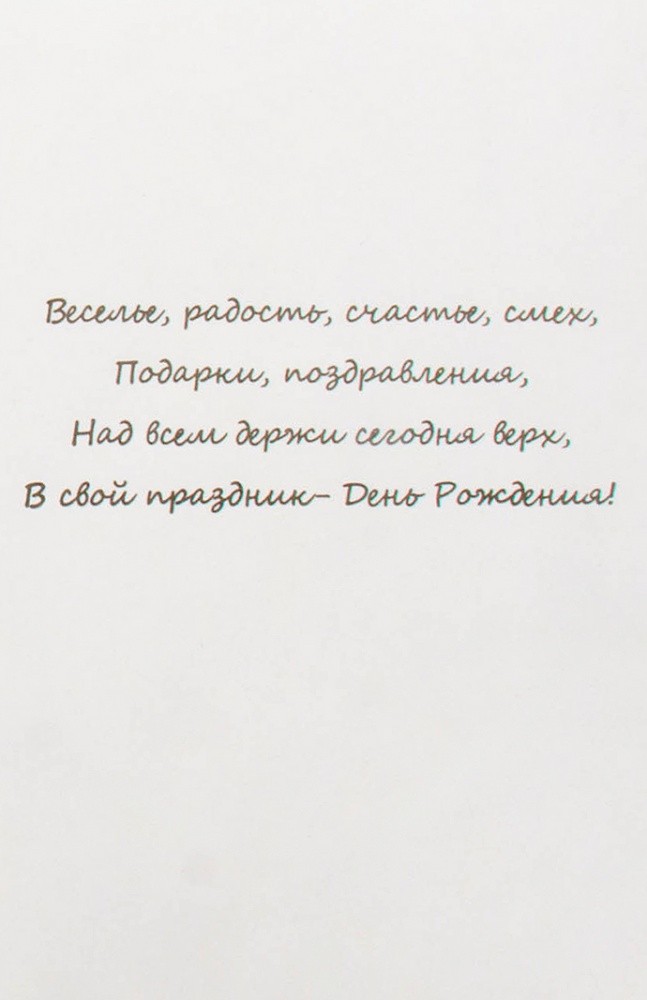 Веселье, радость, счастье, смех,
Подарки, поздравления,
Над всем держи сегодня верх,
В свой праздник– День Рождения!